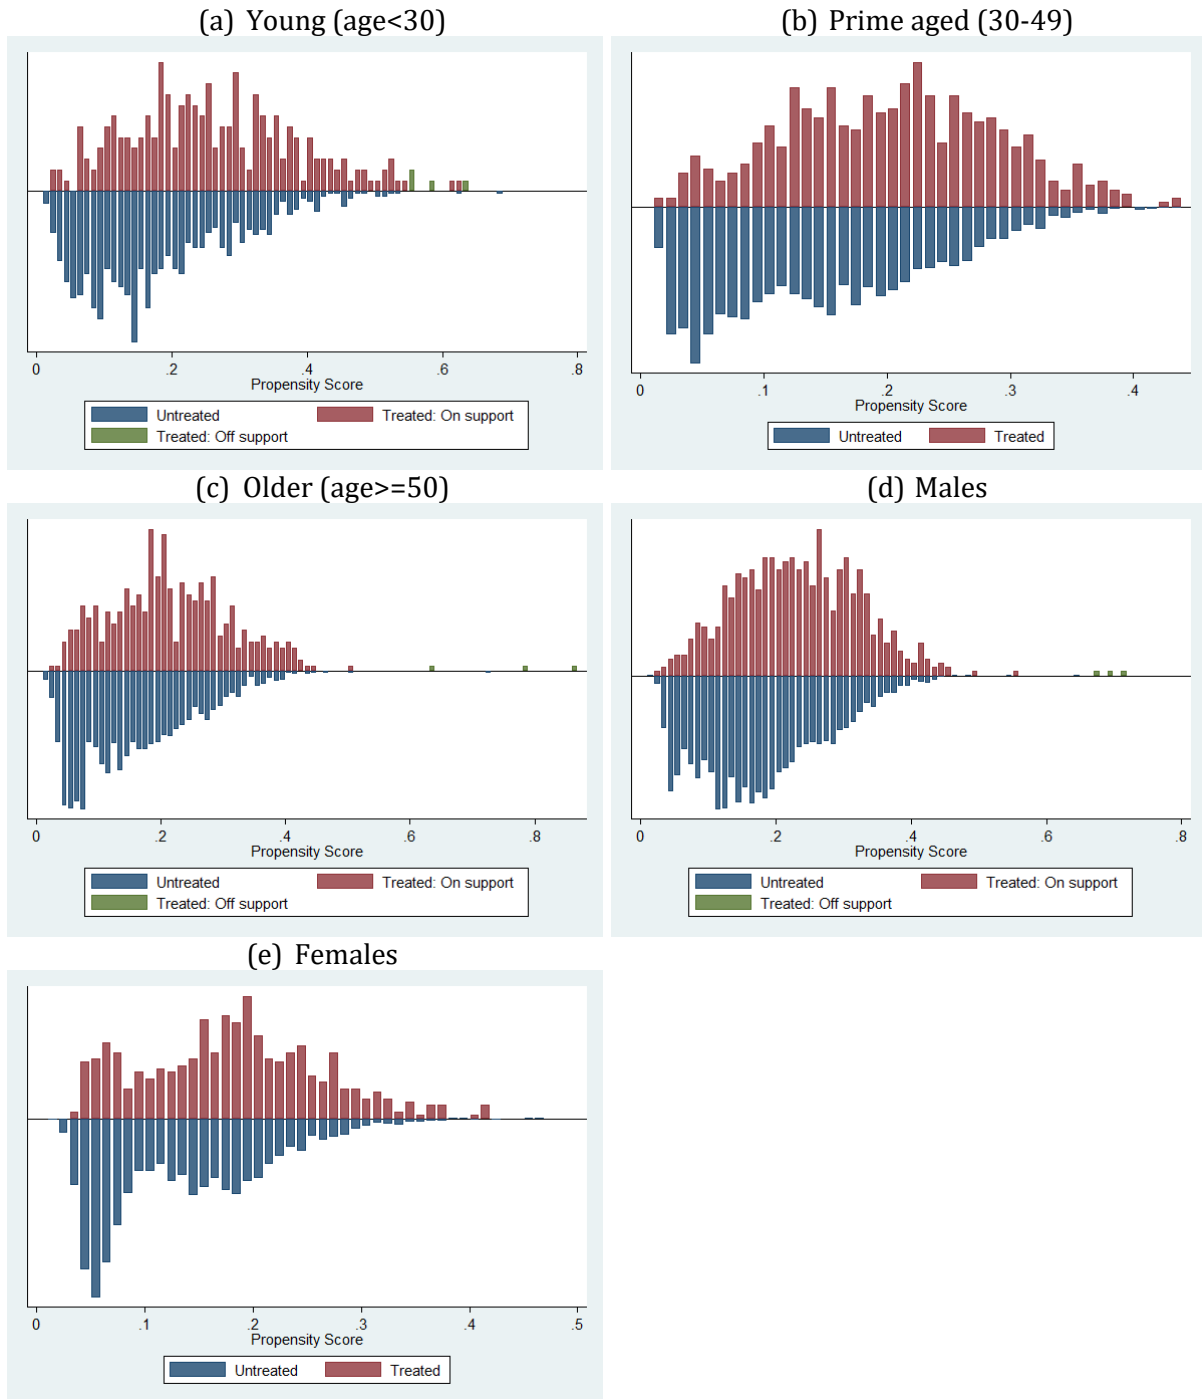 (a) Young (age<30)
(b) Prime aged (30-49)
0 .2 .4 .6 .8
Propensity Score
Untreated
Treated: On support
Treated: Off support
0 .1 .2 .3 .4
Propensity Score
Untreated
Treated
(c) Older (age>=50)
(d) Males
0 .2 .4 .6 .8
Propensity Score
Untreated
Treated: On support
Treated: Off support
0 .2 .4 .6 .8
Propensity Score
Untreated
Treated: On support
Treated: Off support
(e) Females
0 .1 .2 .3 .4 .5
Propensity Score
Untreated
Treated